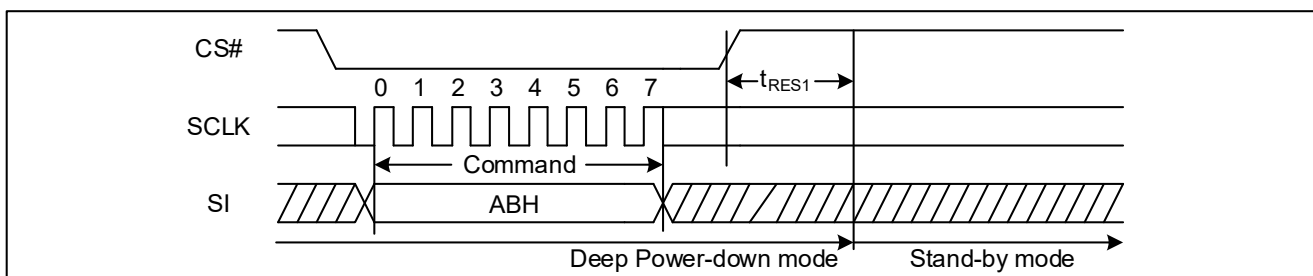 CS#
tRES1
0 1 2 3 4 5 6 7
SCLK
Command
SI
ABH
Deep Power-down mode Stand-by mode